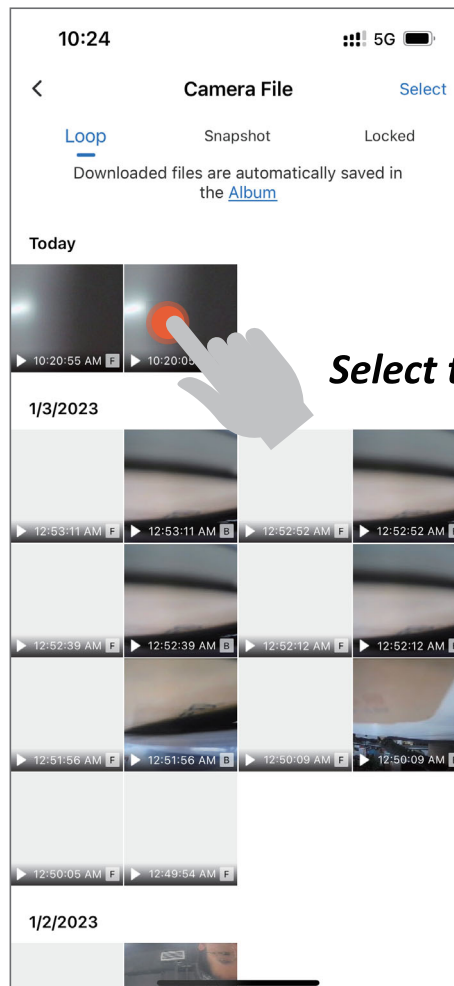 10:24 5G
Camera File Select
Loop Snapshot Locked
Downloaded files are automatically saved in
the Album
Today
10:20:55 AM F 10:20:05
Select t
1/3/2023
12:53:11 AM F 12:53:11 AM B 12:52:52 AM F 12:52:52 AM
12:52:39 AM F 12:52:39 AM B 12:52:12 AM F 12:52:12 AM
12:51:56 AM F 12:51:56 AM B 12:50:09 AM F 12:50:09 AM
12:50:05 AM F 12:49:54 AM F
1/2/2023